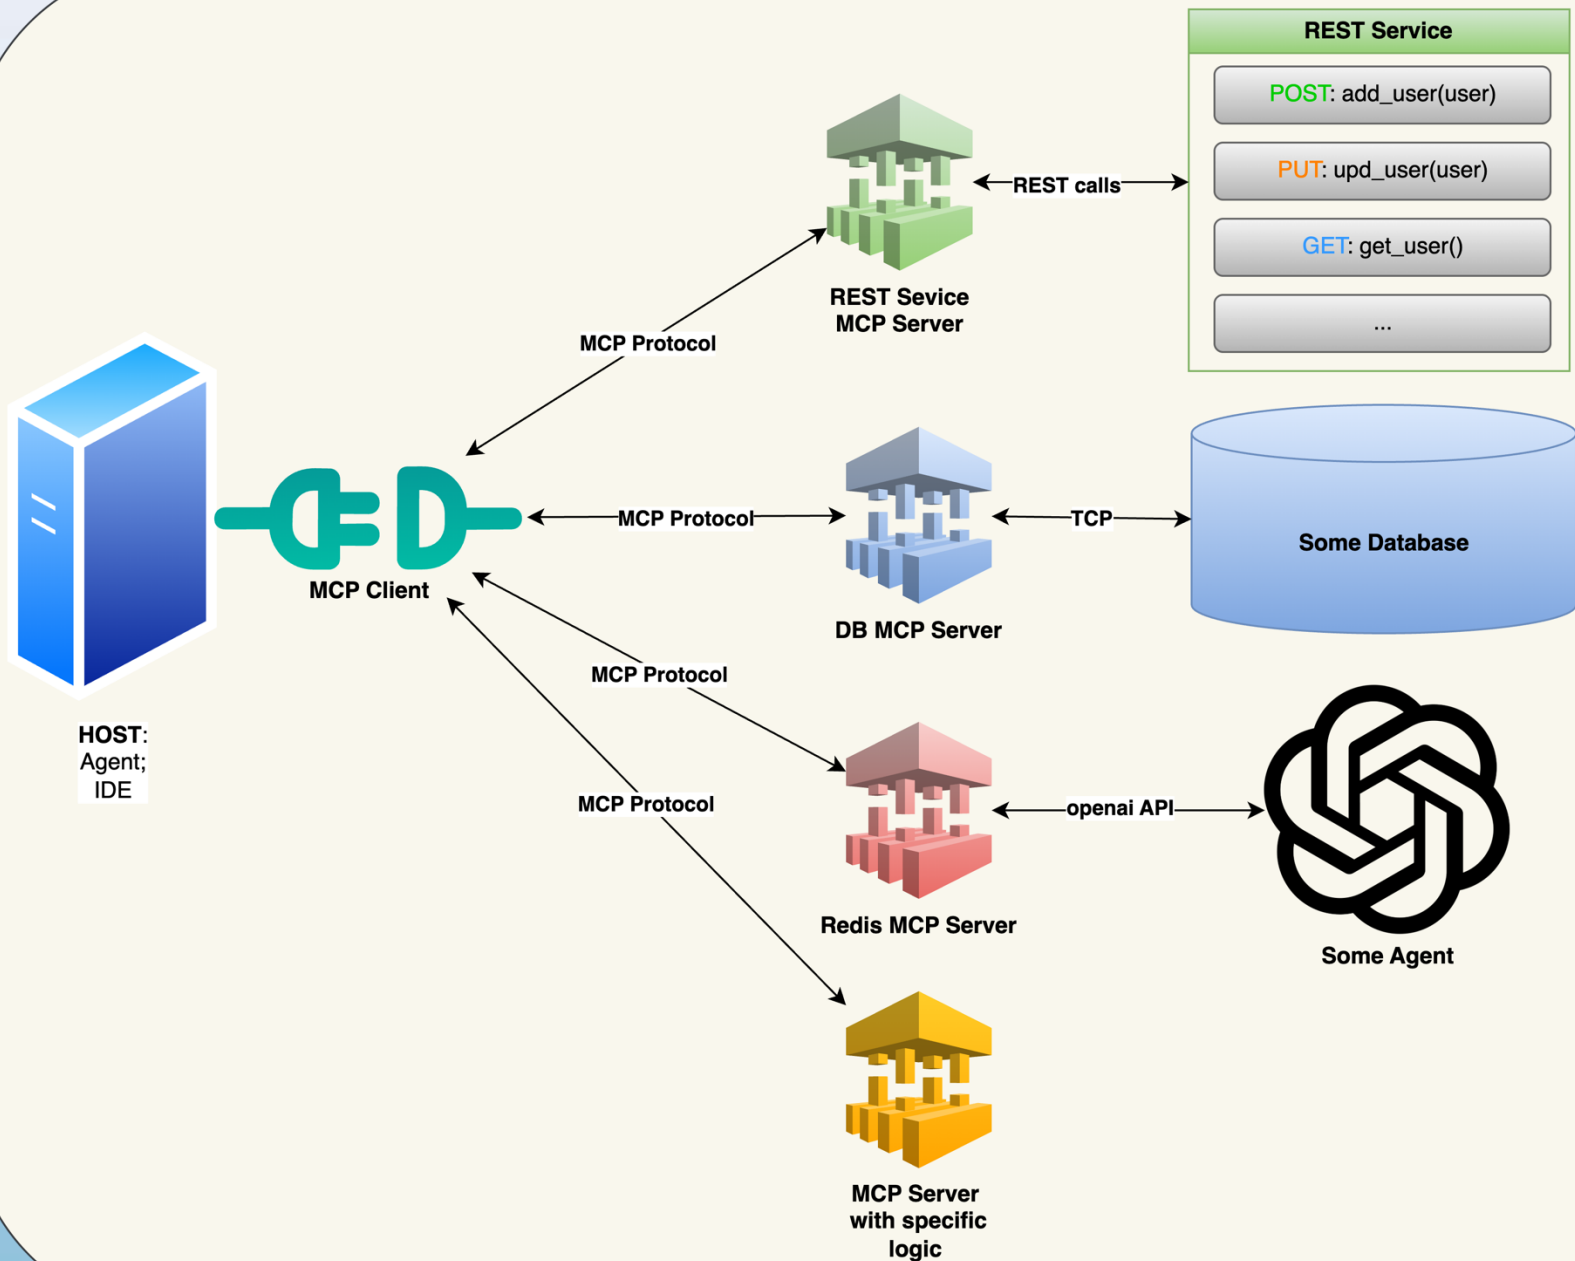 REST Service
POST: add_user(user)
PUT: upd_user(user)
GET: get_user()
...
REST calls
REST Sevice
MCP Server
MCP Protocol
MCP Client
MCP Protocol
DB MCP Server
TCP
Some Database
HOST:
Agent;
IDE
MCP Protocol
MCP Protocol
Redis MCP Server
openai API
Some Agent
MCP Server
with specific
logic